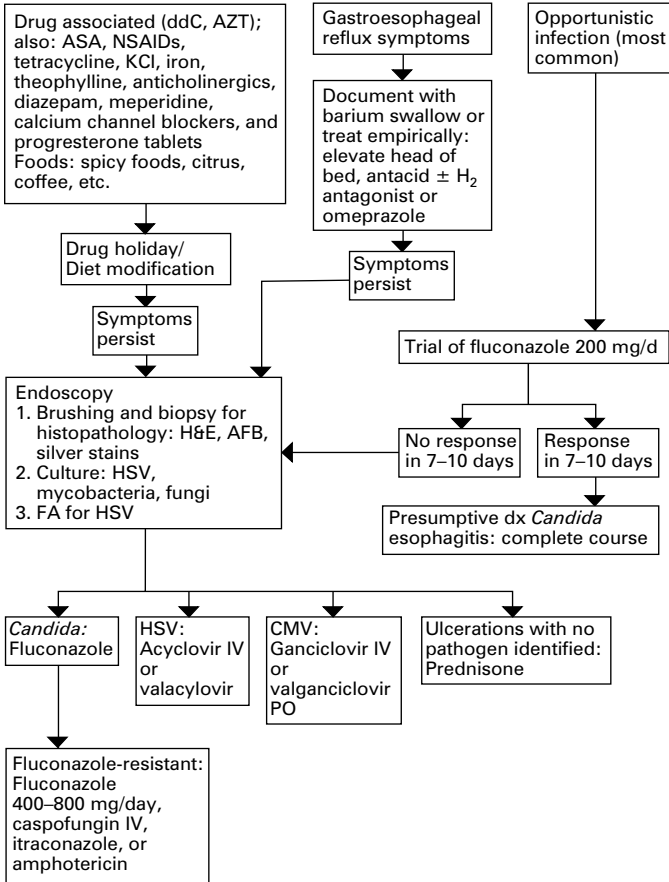 Drug associated (ddC, AZT);
also: ASA, NSAIDs,
tetracycline, KCl, iron,
theophylline, anticholinergics,
diazepam, meperidine,
calcium channel blockers, and
progresterone tablets
Foods: spicy foods, citrus,
coffee, etc.
Gastroesophageal
reflux symptoms
Opportunistic
infection (most
common)
Document with
barium swallow or
treat empirically:
elevate head of
bed, antacid ± H₂
antagonist or
omeprazole
Drug holiday/
Diet modification
Symptoms
persist
Symptoms
persist
Trial of fluconazole 200 mg/d
Endoscopy
1. Brushing and biopsy for
histopathology: H&E, AFB,
silver stains
2. Culture: HSV,
mycobacteria, fungi
3. FA for HSV
No response
in 7–10 days
Response
in 7–10 days
Presumptive dx Candida
esophagitis: complete course
Candida:
Fluconazole
HSV:
Acyclovir IV
or
valacylovir
CMV:
Ganciclovir IV
or
valganciclovir
PO
Ulcerations with no
pathogen identified:
Prednisone
Fluconazole-resistant:
Fluconazole
400–800 mg/day,
caspofungin IV,
itraconazole, or
amphotericin